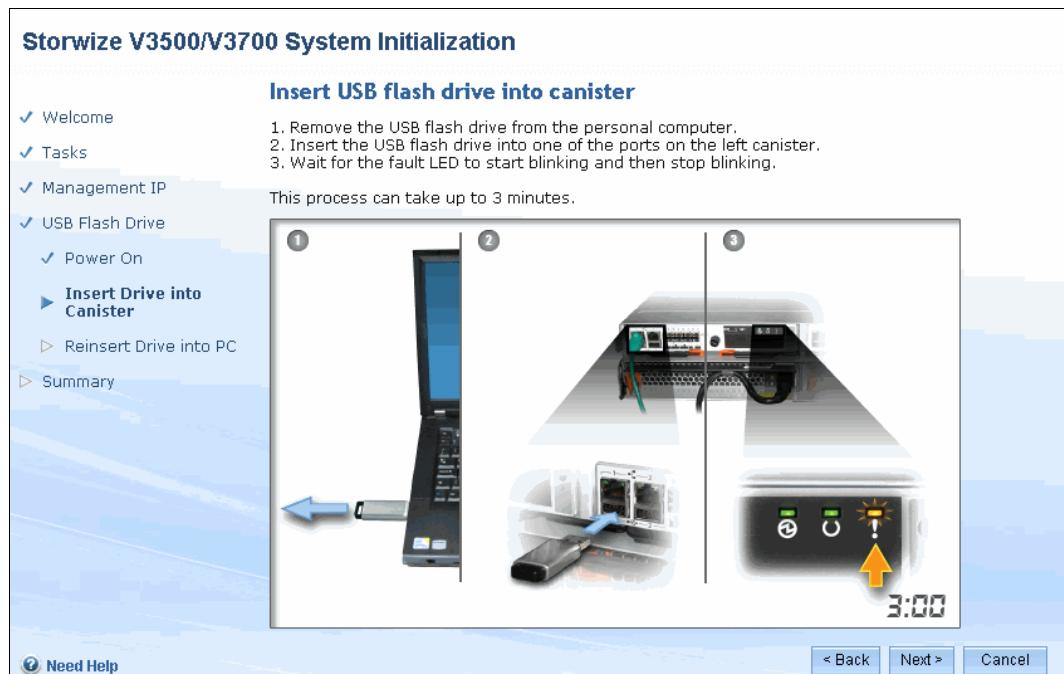 Storwize V3500/V3700 System Initialization
Welcome
Tasks
Management IP
USB Flash Drive
Power On
Insert Drive into
Canister
Reinsert Drive into PC
Summary
Need Help
Insert USB flash drive into canister
1. Remove the USB flash drive from the personal computer.
2. Insert the USB flash drive into one of the ports on the left canister.
3. Wait for the fault LED to start blinking and then stop blinking.
This process can take up to 3 minutes.
1
2
3
3:00
< Back
Next >
Cancel